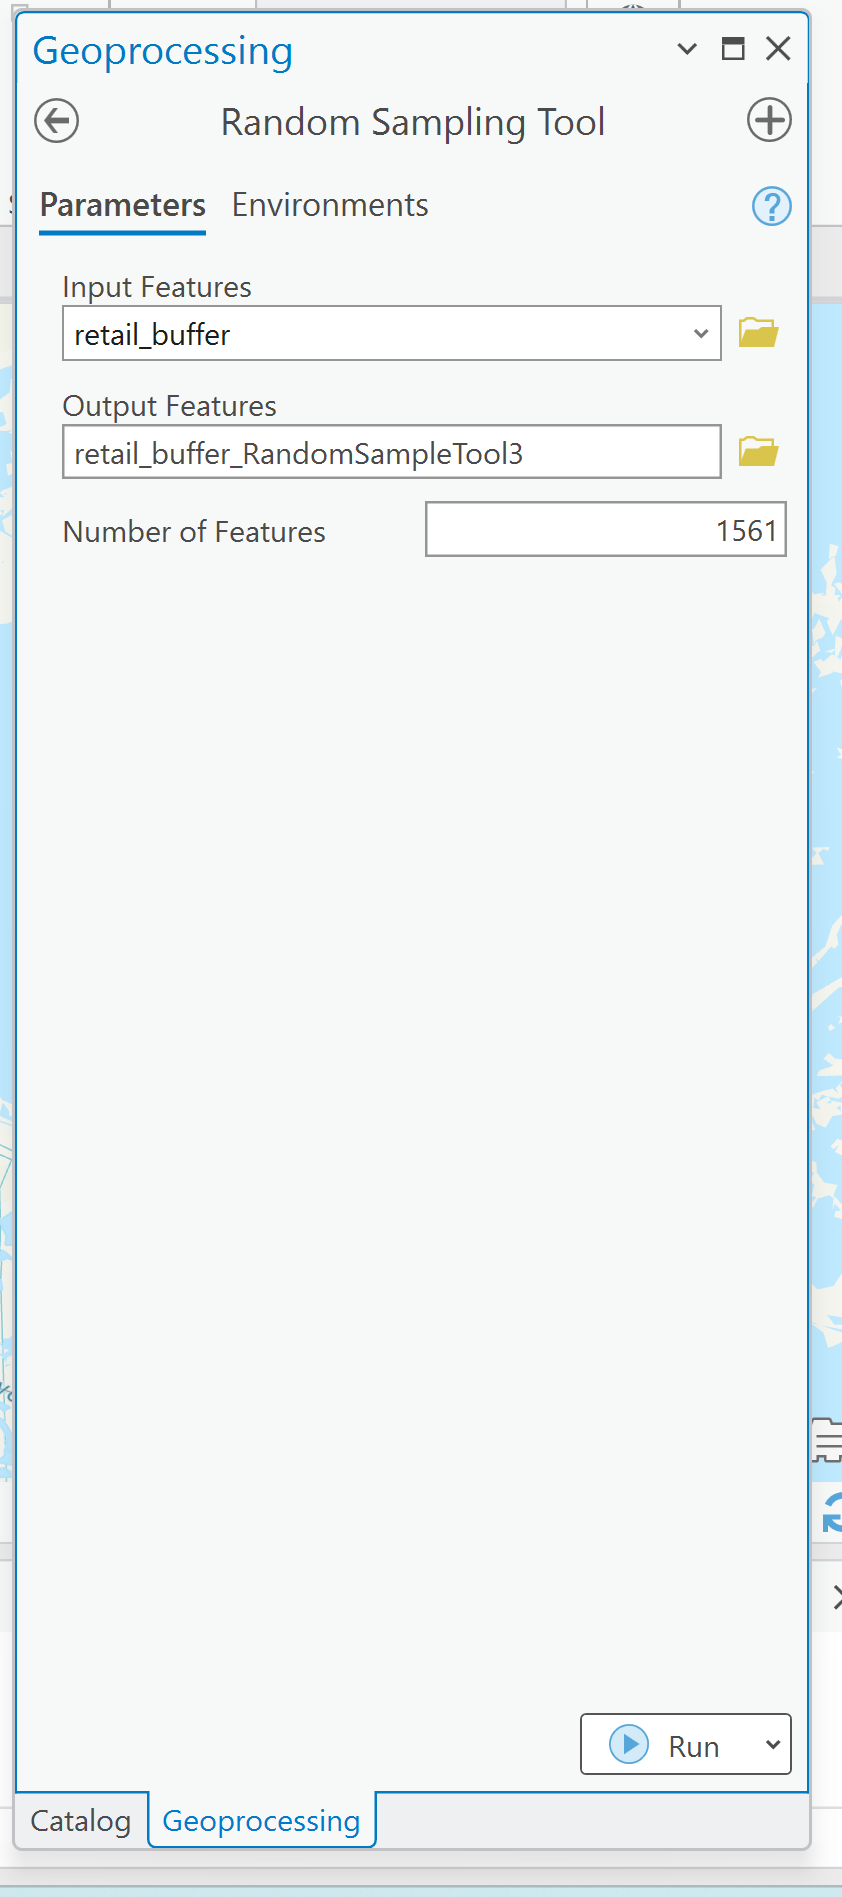 Geoprocessing
Random Sampling Tool
Parameters Environments
Input Features
retail_buffer
Output Features
retail_buffer_RandomSampleTool3
Number of Features 1561
Run
Catalog Geoprocessing